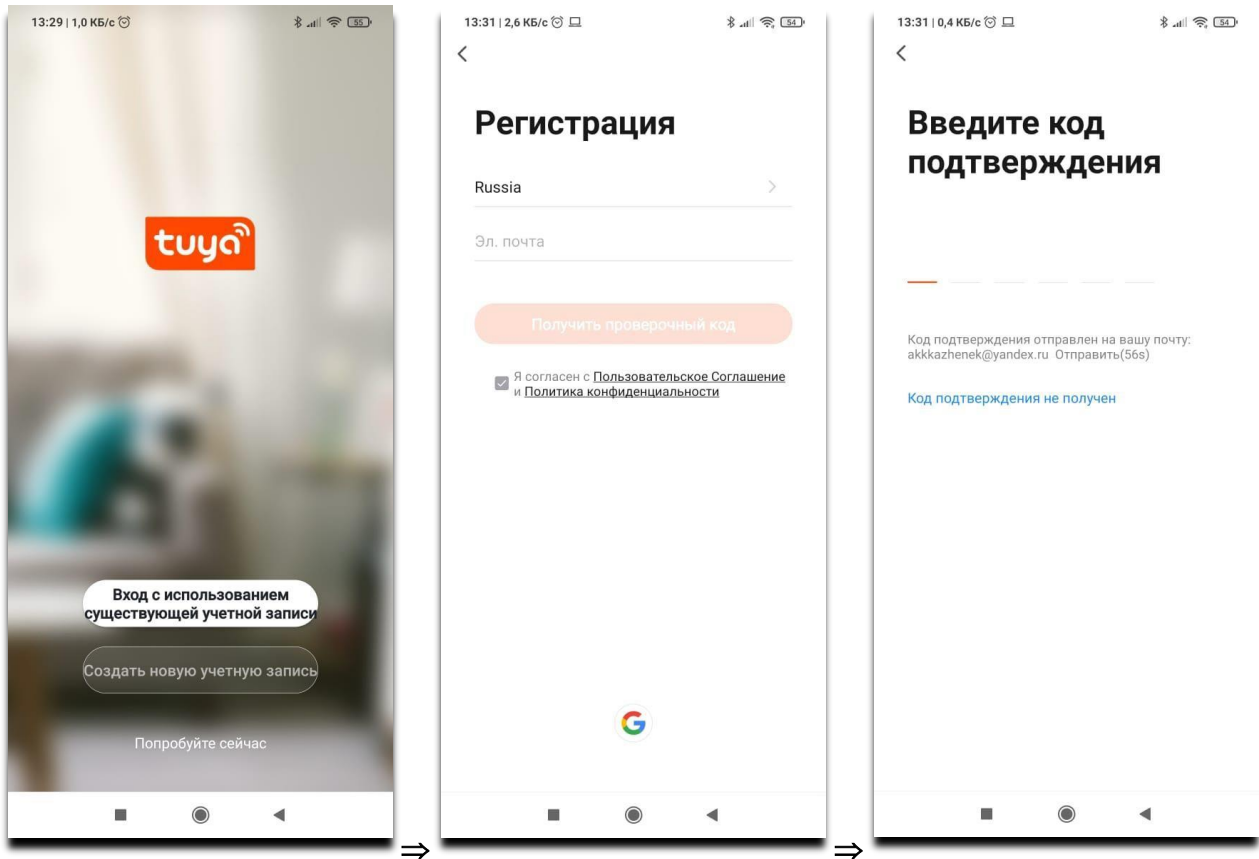 13:29 | 1,0 КБ/с
55
tuya
Вход с использованием
существующей учетной записи
Создать новую учетную запись
Попробуйте сейчас
⇒
13:31 | 2,6 КБ/с
54
Регистрация
Russia
Эл. почта
Получить проверочный код
Я согласен с Пользовательское Соглашение
и Политика конфиденциальности
G
⇒
13:31 | 0,4 КБ/с
54
Введите код
подтверждения
Код подтверждения отправлен на вашу почту:
akkkazhenek@yandex.ru Отправить(56s)
Код подтверждения не получен